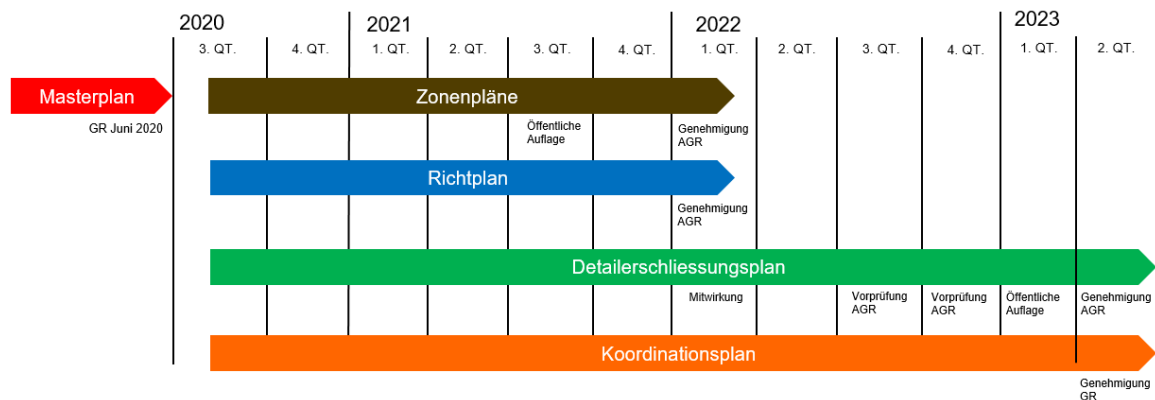 2020
2021
2022
2023
3. QT.
4. QT.
1. QT.
2. QT.
3. QT.
4. QT.
1. QT.
2. QT.
3. QT.
4. QT.
1. QT.
2. QT.
Masterplan
Zonenpläne
GR Juni 2020
Öffentliche
Auflage
Genehmigung
AGR
Richtplan
Genehmigung
AGR
Detailerschliessungsplan
Mitwirkung
Vorprüfung
AGR
Vorprüfung
AGR
Öffentliche
Auflage
Genehmigung
AGR
Koordinationsplan
Genehmigung
GR